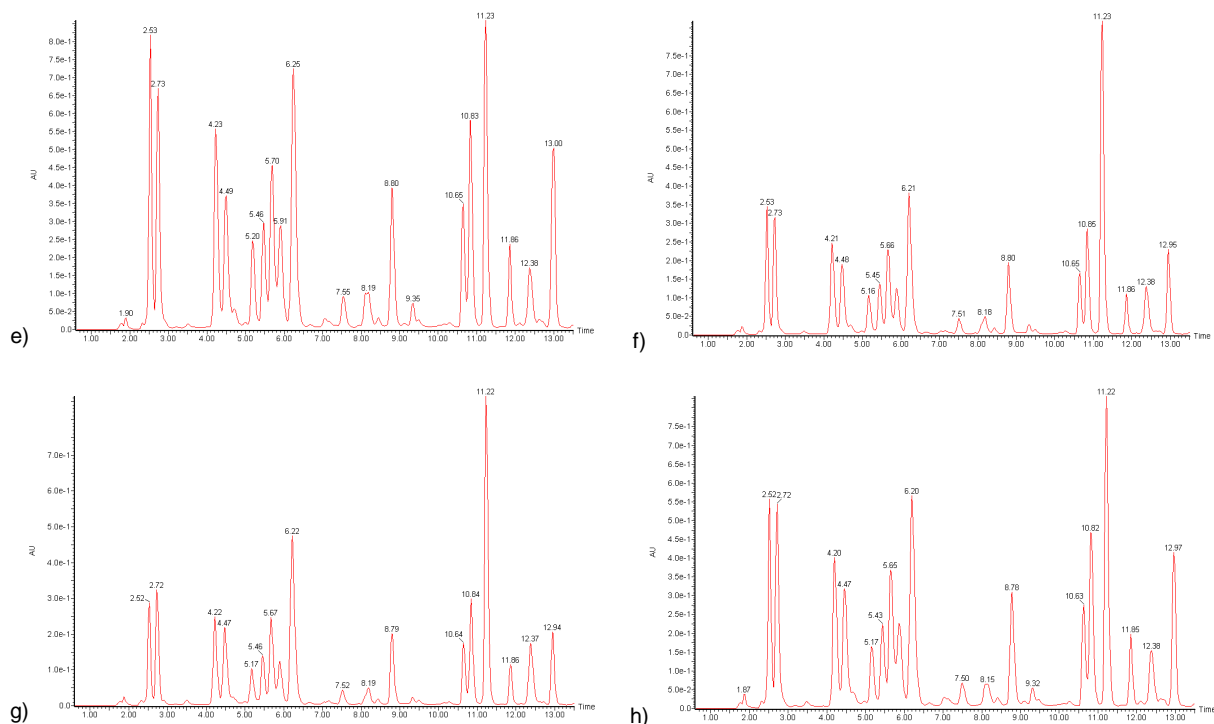 11.23
2.53
8.0e-1
7.5e-1
7.0e-1
6.5e-1
6.0e-1
5.5e-1
5.0e-1
4.5e-1
4.0e-1
3.5e-1
3.0e-1
2.5e-1
2.0e-1
1.5e-1
1.0e-1
5.0e-2
0.0
AU
2.73
6.25
10.83
4.23
13.00
5.70
4.49
8.80
10.65
5.46
5.91
5.20
11.86
12.38
7.55
8.19
9.35
1.90
1.00 2.00 3.00 4.00 5.00 6.00 7.00 8.00 9.00 10.00 11.00 12.00 13.00
Time
e)
11.23
7.5e-1
7.0e-1
6.5e-1
6.0e-1
5.5e-1
5.0e-1
4.5e-1
4.0e-1
3.5e-1
3.0e-1
2.5e-1
2.0e-1
1.5e-1
1.0e-1
5.0e-2
0.0
AU
6.21
2.53
2.73
10.85
4.21
5.66
12.95
4.48
8.80
10.65
5.45
5.16
11.86
12.38
7.51
8.18
1.00 2.00 3.00 4.00 5.00 6.00 7.00 8.00 9.00 10.00 11.00 12.00 13.00
Time
f)
11.22
7.0e-1
6.0e-1
5.0e-1
4.0e-1
3.0e-1
2.0e-1
1.0e-1
0.0
AU
6.22
2.72
2.52
10.84
4.22
5.67
4.47
12.94
8.79
10.64
12.37
5.46
5.17
11.86
7.52
8.19
1.00 2.00 3.00 4.00 5.00 6.00 7.00 8.00 9.00 10.00 11.00 12.00 13.00
Time
g)
11.22
7.5e-1
7.0e-1
6.5e-1
6.0e-1
5.5e-1
5.0e-1
4.5e-1
4.0e-1
3.5e-1
3.0e-1
2.5e-1
2.0e-1
1.5e-1
1.0e-1
5.0e-2
0.0
AU
2.52
2.72
6.20
10.82
4.20
12.97
5.65
4.47
8.78
10.63
5.43
11.85
5.17
12.38
7.50
8.15
9.32
1.87
1.00 2.00 3.00 4.00 5.00 6.00 7.00 8.00 9.00 10.00 11.00 12.00 13.00
Time
h)